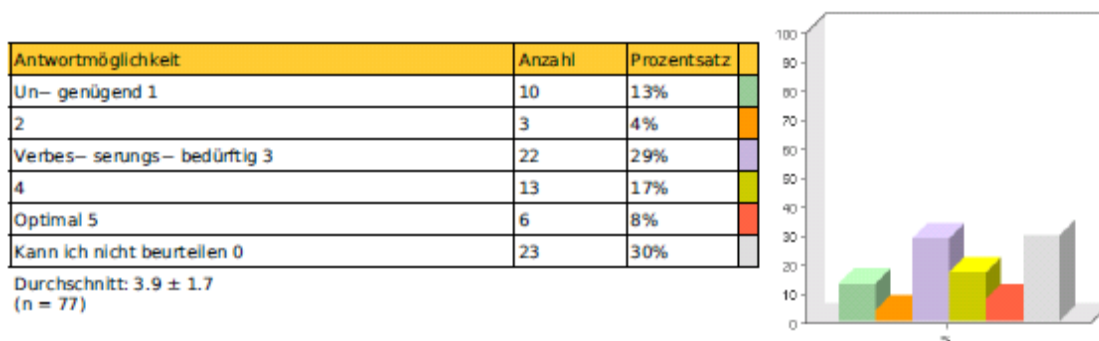 Antwortmöglichkeit Anzahl Prozentsatz
Un− genügend 1 10 13%
2 3 4%
Verbes− serungs− bedürftig 3 22 29%
4 13 17%
Optimal 5 6 8%
Kann ich nicht beurteilen 0 23 30%
Durchschnitt: 3.9 ± 1.7
(n = 77)
100
90
80
70
60
50
40
30
20
10
0